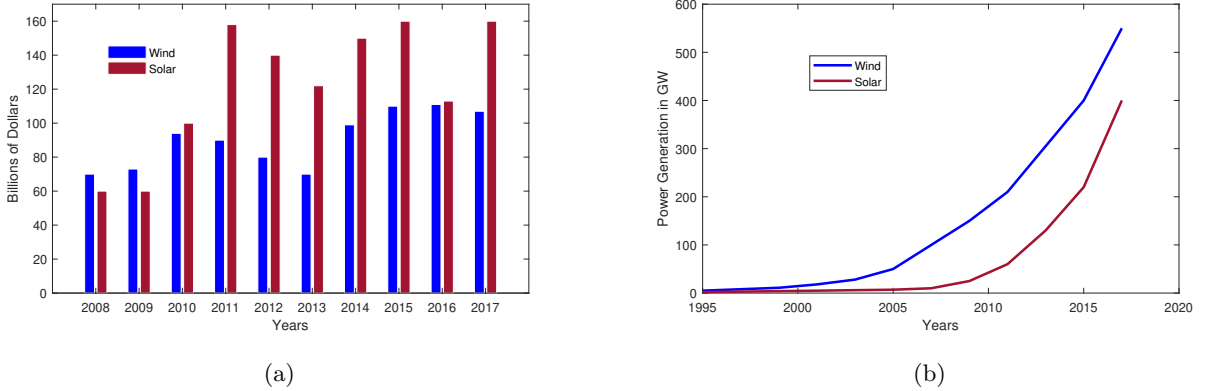 160
140
120
100
80
60
40
20
0
Billions of Dollars
Wind
Solar
2008 2009 2010 2011 2012 2013 2014 2015 2016 2017
Years
(a)
600
500
400
300
200
100
0
Power Generation in GW
Wind
Solar
1995 2000 2005 2010 2015 2020
Years
(b)